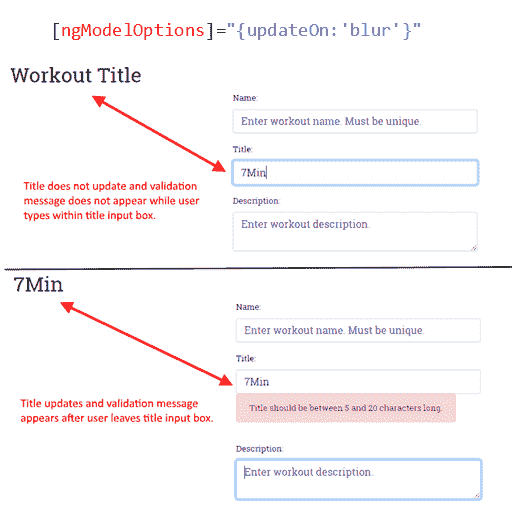 [ngModelOptions]="{updateOn:'blur'}"
Workout Title
Name:
Enter workout name. Must be unique.
Title:
7Min
Title does not update and validation
message does not appear while user
types within title input box.
Description:
Enter workout description.
7Min
Name:
Enter workout name. Must be unique.
Title:
7Min
Title updates and validation message
appears after user leaves title input box.
Title should be between 5 and 20 characters long.
Description:
Enter workout description.